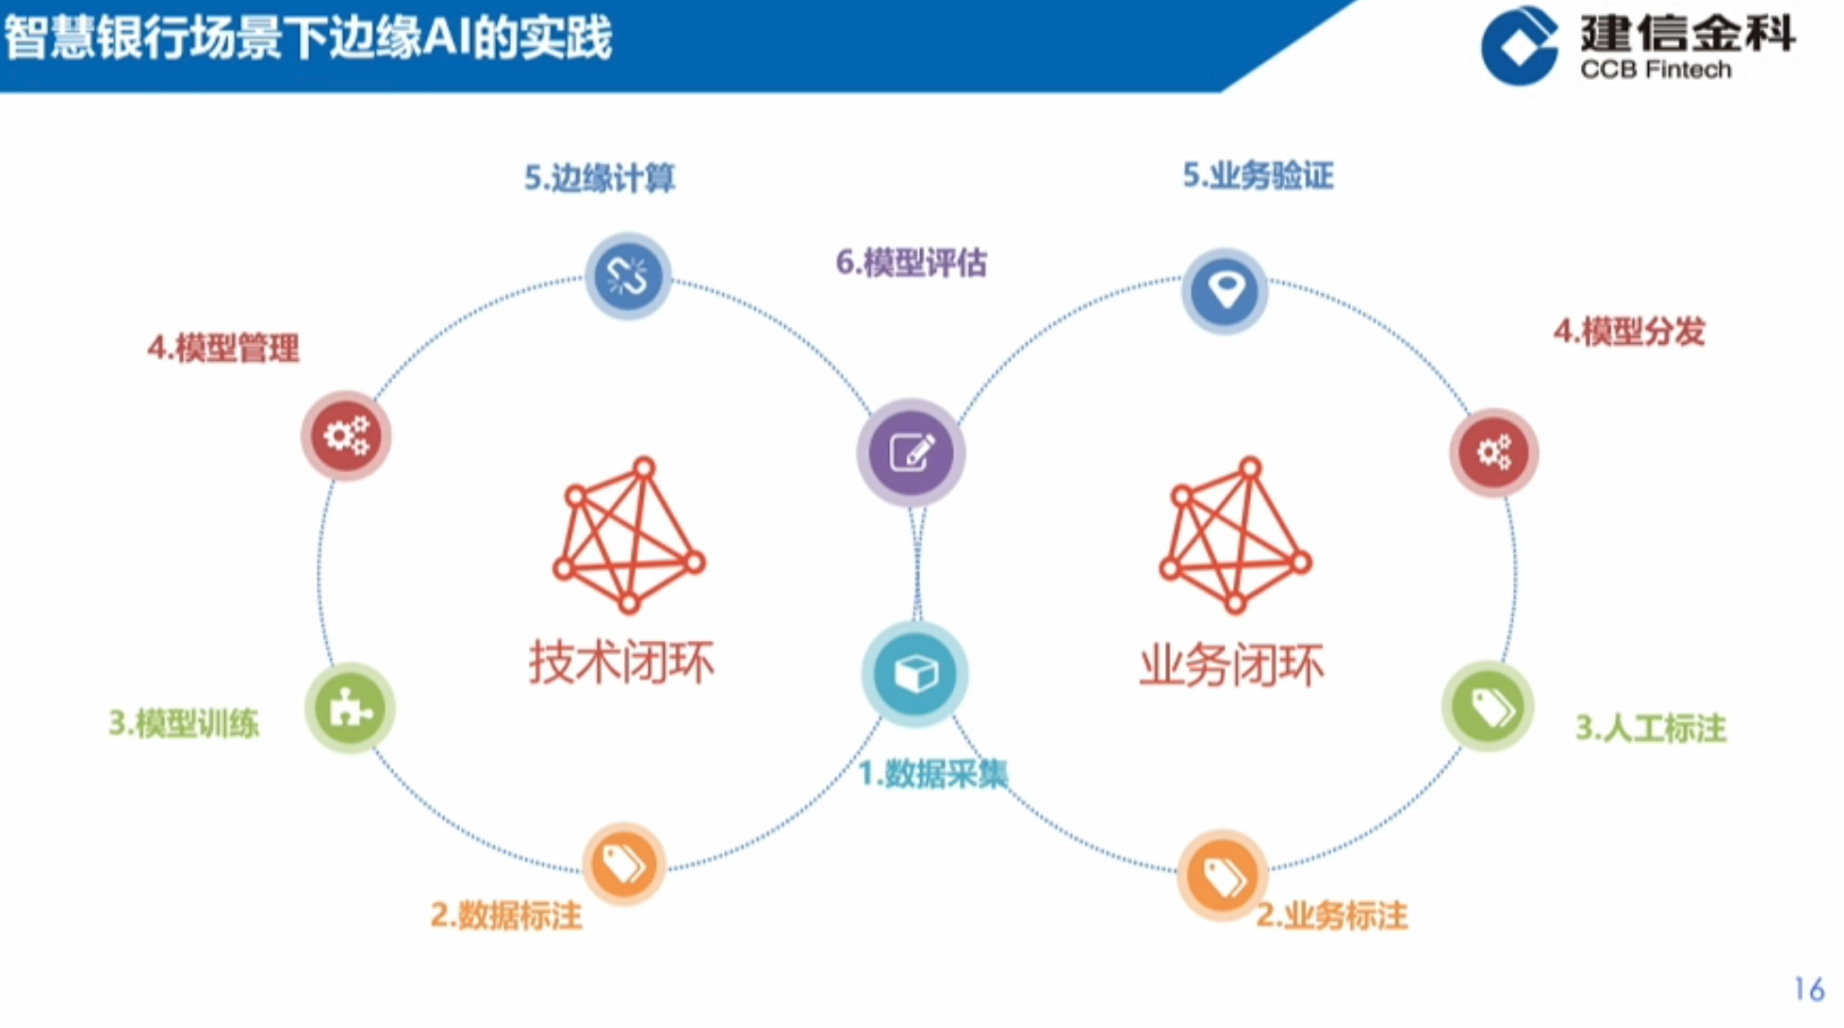 智慧银行场景下边缘AI的实践
建信金科
CCB Fintech
5.边缘计算
5.业务验证
6.模型评估
4.模型管理
4.模型分发
技术闭环
业务闭环
3.模型训练
3.人工标注
1.数据采集
2.数据标注
2.业务标注
16